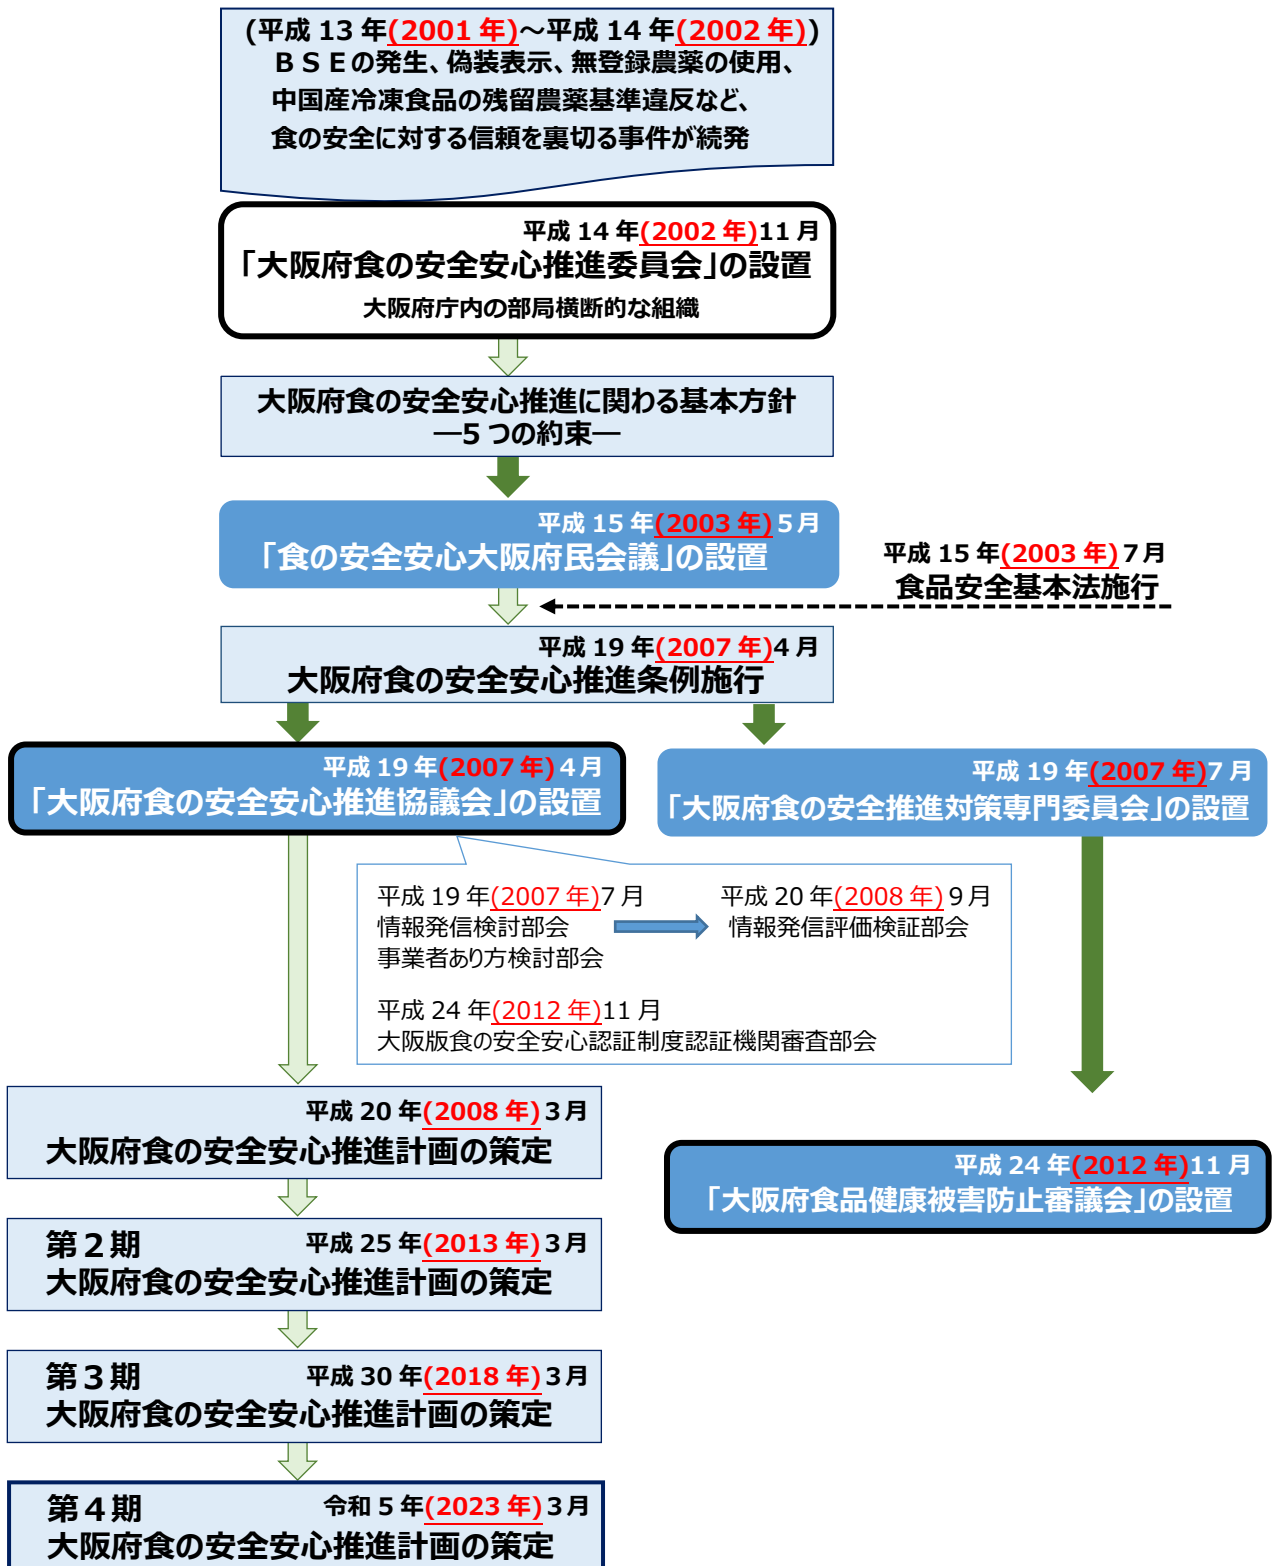 (平成 13 年(2001 年)～平成 14 年(2002 年))
ＢＳＥの発生、偽装表示、無登録農薬の使用、
中国産冷凍食品の残留農薬基準違反など、
食の安全に対する信頼を裏切る事件が続発
平成 14 年(2002 年)11 月
「大阪府食の安全安心推進委員会」の設置
大阪府庁内の部局横断的な組織
大阪府食の安全安心推進に関わる基本方針
―5 つの約束―
平成 15 年(2003 年)５月
「食の安全安心大阪府民会議」の設置
平成 15 年(2003 年)７月
食品安全基本法施行
平成 19 年(2007 年)４月
大阪府食の安全安心推進条例施行
平成 19 年(2007 年)４月
「大阪府食の安全安心推進協議会」の設置
平成 19 年(2007 年)７月
「大阪府食の安全推進対策専門委員会」の設置
平成 19 年(2007 年)７月
情報発信検討部会
事業者あり方検討部会
平成 20 年(2008 年)９月
情報発信評価検証部会
平成 24 年(2012 年)11 月
大阪版食の安全安心認証制度認証機関審査部会
平成 20 年(2008 年)３月
大阪府食の安全安心推進計画の策定
平成 24 年(2012 年)11 月
「大阪府食品健康被害防止審議会」の設置
第２期 平成 25 年(2013 年)３月
大阪府食の安全安心推進計画の策定
第３期 平成 30 年(2018 年)３月
大阪府食の安全安心推進計画の策定
第４期 令和 5 年(2023 年)３月
大阪府食の安全安心推進計画の策定